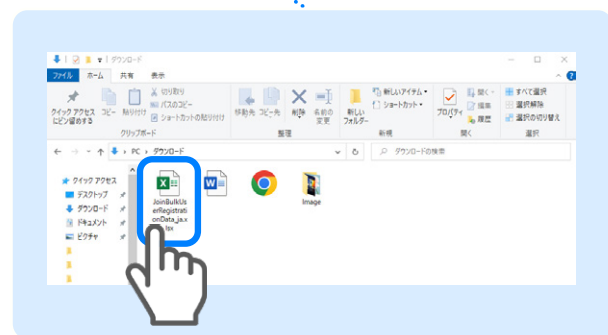 ダウンロード
ファイル ホーム 共有 表示
クイック アクセス
にピン留めする
コピー
貼り付け
切り取り
パスのコピー
ショートカットの貼り付け
クリップボード
移動先 コピー先 削除 名前の
変更
整理
新しい
フォルダー
新しいアイテム
ショートカット
新規
プロパティ
開く
編集
履歴
開く
すべて選択
選択解除
選択の切り替え
選択
PC › ダウンロード
ダウンロードの検索
クイック アクセス
デスクトップ
ダウンロード
ドキュメント
ピクチャ
JoinBulkUs
erRegistrati
onData_ja.x
lsx
Image